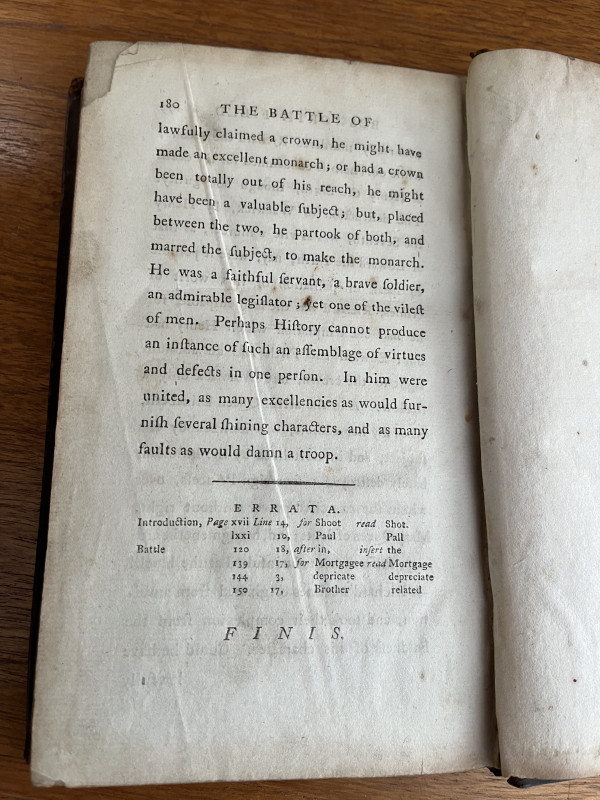 180 THE BATTLE OF
lawfully claimed a crown, he might have
made an excellent monarch; or had a crown
been totally out of his reach, he might
have been a valuable ſubject; but, placed
between the two, he partook of both, and
marred the ſubject, to make the monarch.
He was a faithful ſervant, a brave ſoldier,
an admirable legiſlator; yet one of the vileſt
of men. Perhaps Hiſtory cannot produce
an inſtance of ſuch an aſſemblage of virtues
and defects in one perſon. In him were
united, as many excellencies as would fur-
niſh ſeveral ſhining characters, and as many
faults as would damn a troop.
ERRATA.
Introduction, Page xvii Line 14, for Shoot read Shot.
lxxi 10, Paul Pall
Battle 120 18, after in, inſert the
139 17, for Mortgagee read Mortgage
144 3, depricate depreciate
150 17, Brother related
FINIS.